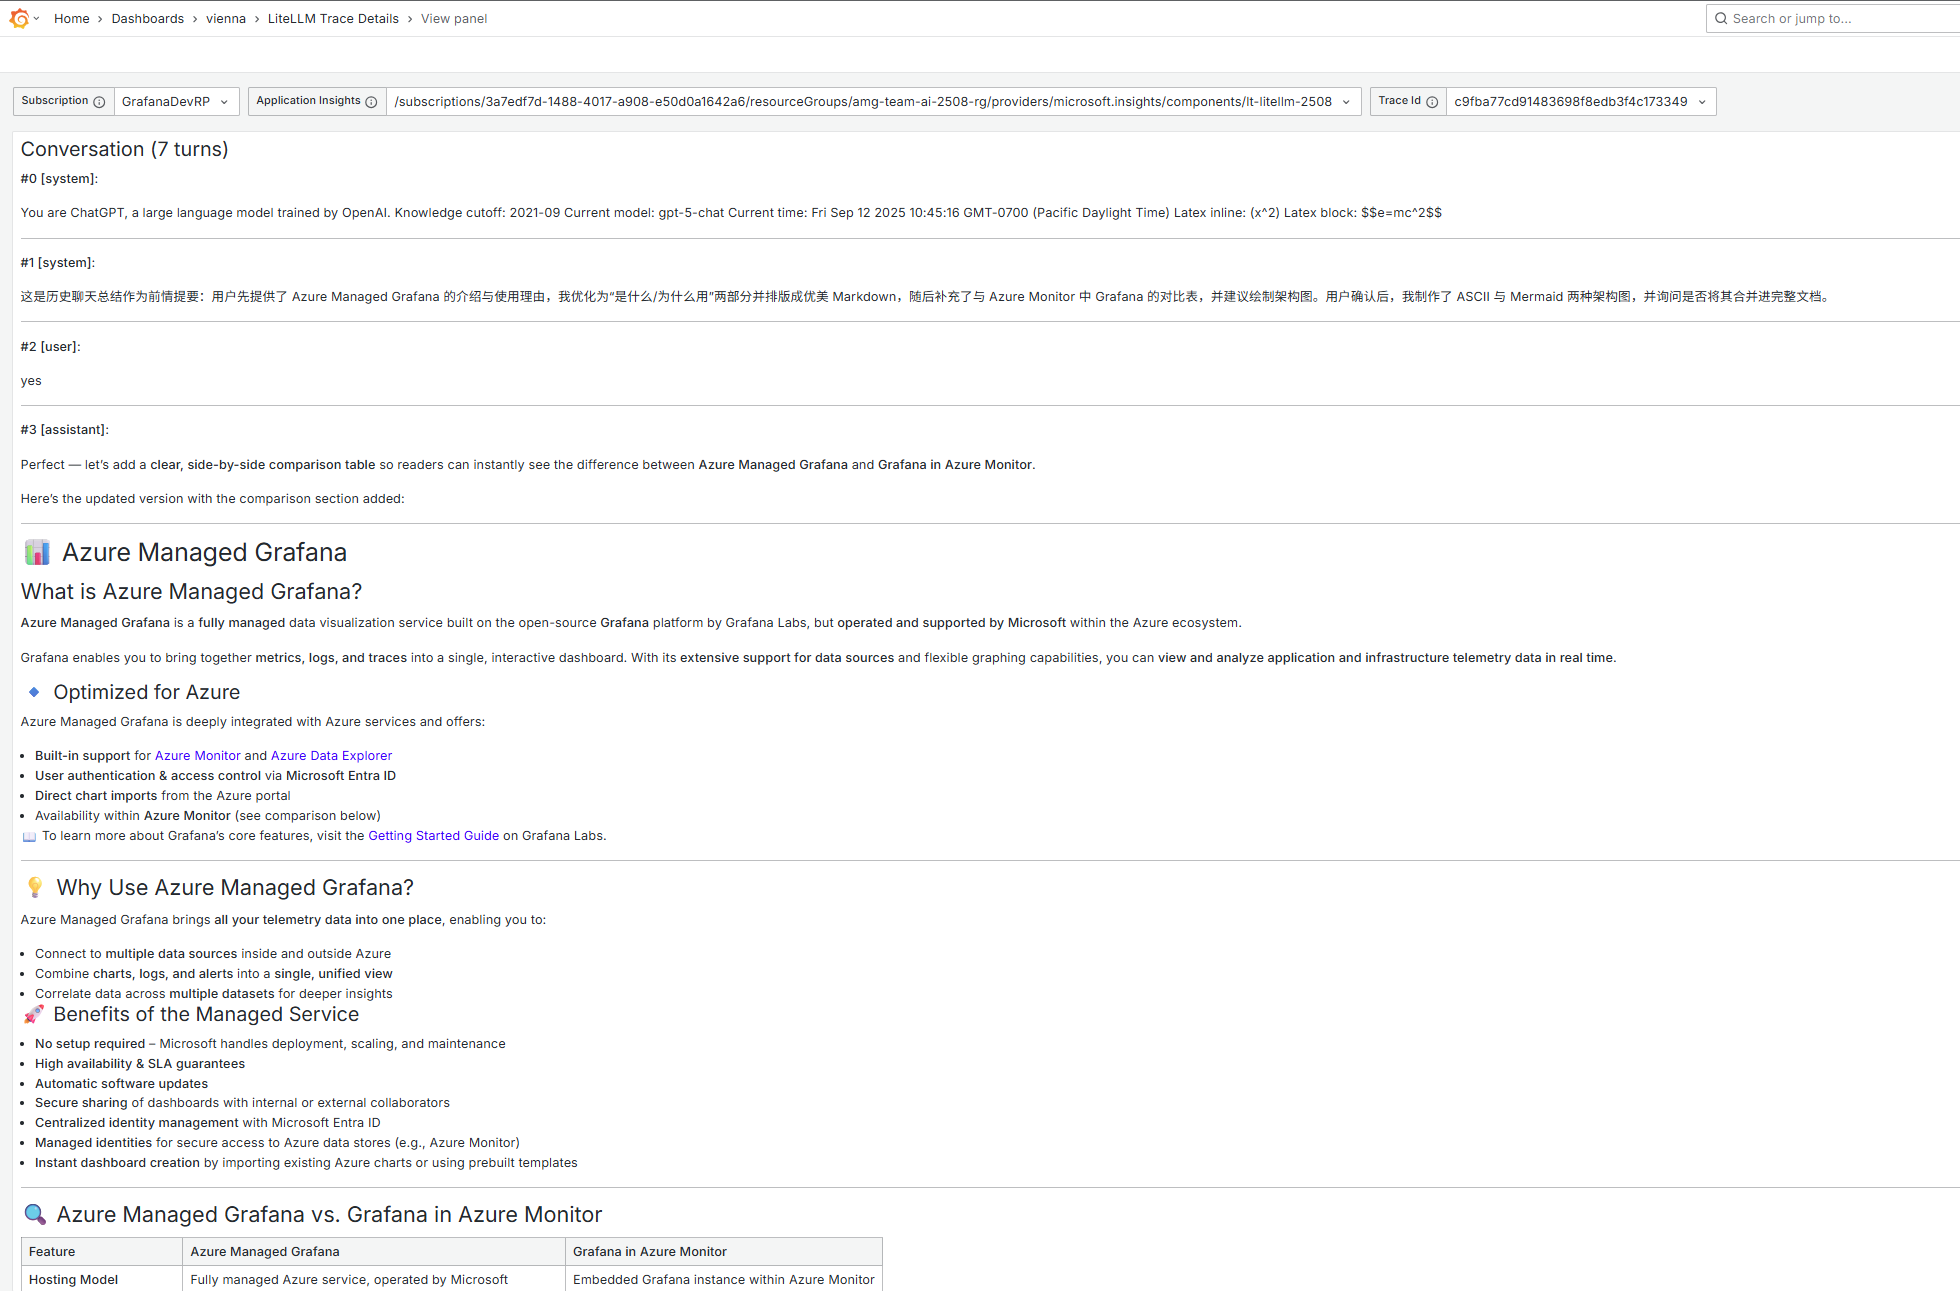 Home › Dashboards › vienna › LiteLLM Trace Details › View panel
Search or jump to...
Subscription GrafanaDevRP Application Insights /subscriptions/3a7edf7d-1488-4017-a908-e50d0a1642a6/resourceGroups/amg-team-ai-2508-rg/providers/microsoft.insights/components/lt-litellm-2508 Trace Id c9fba77cd91483698f8edb3f4c173349
Conversation (7 turns)
#0 [system]:
You are ChatGPT, a large language model trained by OpenAI. Knowledge cutoff: 2021-09 Current model: gpt-5-chat Current time: Fri Sep 12 2025 10:45:16 GMT-0700 (Pacific Daylight Time) Latex inline: (x^2) Latex block: $$e=mc^2$$
#1 [system]:
这是历史聊天总结作为前情提要：用户先提供了 Azure Managed Grafana 的介绍与使用理由，我优化为“是什么/为什么用”两部分并排版成优美 Markdown，随后补充了与 Azure Monitor 中 Grafana 的对比表，并建议绘制架构图。用户确认后，我制作了 ASCII 与 Mermaid 两种架构图，并询问是否将其合并进完整文档。
#2 [user]:
yes
#3 [assistant]:
Perfect — let’s add a clear, side-by-side comparison table so readers can instantly see the difference between Azure Managed Grafana and Grafana in Azure Monitor.
Here’s the updated version with the comparison section added:
📊 Azure Managed Grafana
What is Azure Managed Grafana?
Azure Managed Grafana is a fully managed data visualization service built on the open-source Grafana platform by Grafana Labs, but operated and supported by Microsoft within the Azure ecosystem.
Grafana enables you to bring together metrics, logs, and traces into a single, interactive dashboard. With its extensive support for data sources and flexible graphing capabilities, you can view and analyze application and infrastructure telemetry data in real time.
🔹 Optimized for Azure
Azure Managed Grafana is deeply integrated with Azure services and offers:
• Built-in support for Azure Monitor and Azure Data Explorer
• User authentication & access control via Microsoft Entra ID
• Direct chart imports from the Azure portal
• Availability within Azure Monitor (see comparison below)
📖 To learn more about Grafana’s core features, visit the Getting Started Guide on Grafana Labs.
💡 Why Use Azure Managed Grafana?
Azure Managed Grafana brings all your telemetry data into one place, enabling you to:
• Connect to multiple data sources inside and outside Azure
• Combine charts, logs, and alerts into a single, unified view
• Correlate data across multiple datasets for deeper insights
🚀 Benefits of the Managed Service
• No setup required – Microsoft handles deployment, scaling, and maintenance
• High availability & SLA guarantees
• Automatic software updates
• Secure sharing of dashboards with internal or external collaborators
• Centralized identity management with Microsoft Entra ID
• Managed identities for secure access to Azure data stores (e.g., Azure Monitor)
• Instant dashboard creation by importing existing Azure charts or using prebuilt templates
🔍 Azure Managed Grafana vs. Grafana in Azure Monitor
Feature Azure Managed Grafana Grafana in Azure Monitor
Hosting Model Fully managed Azure service, operated by Microsoft Embedded Grafana instance within Azure Monitor